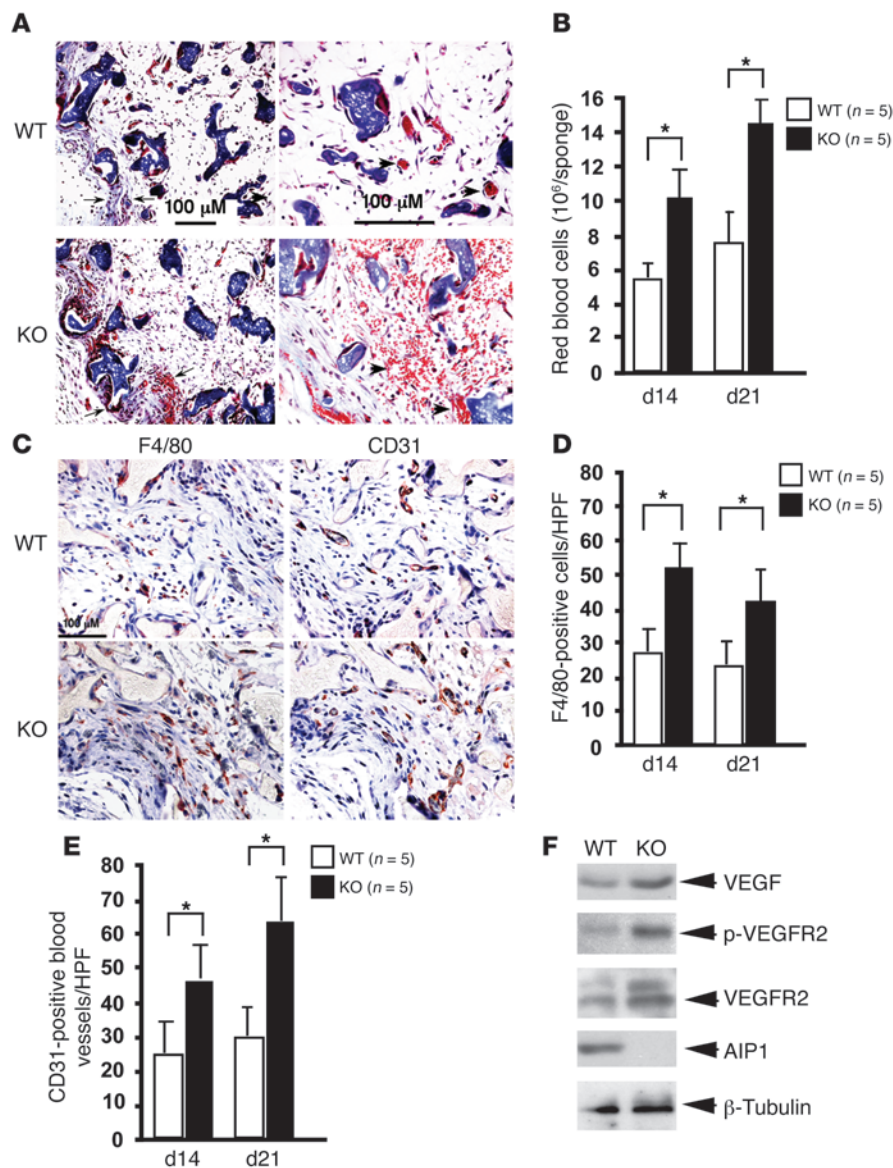 A
WT
100 µM
100 µM
KO
B
Red blood cells (10⁶/sponge)
16
14
12
10
8
6
4
2
0
d14
d21
*
*
WT (n = 5)
KO (n = 5)
C
F4/80
CD31
WT
100 µM
KO
D
F4/80-positive cells/HPF
80
70
60
50
40
30
20
10
0
d14
d21
*
*
WT (n = 5)
KO (n = 5)
E
CD31-positive blood
vessels/HPF
80
70
60
50
40
30
20
10
0
d14
d21
*
*
WT (n = 5)
KO (n = 5)
F
WT KO
VEGF
p-VEGFR2
VEGFR2
AIP1
β-Tubulin